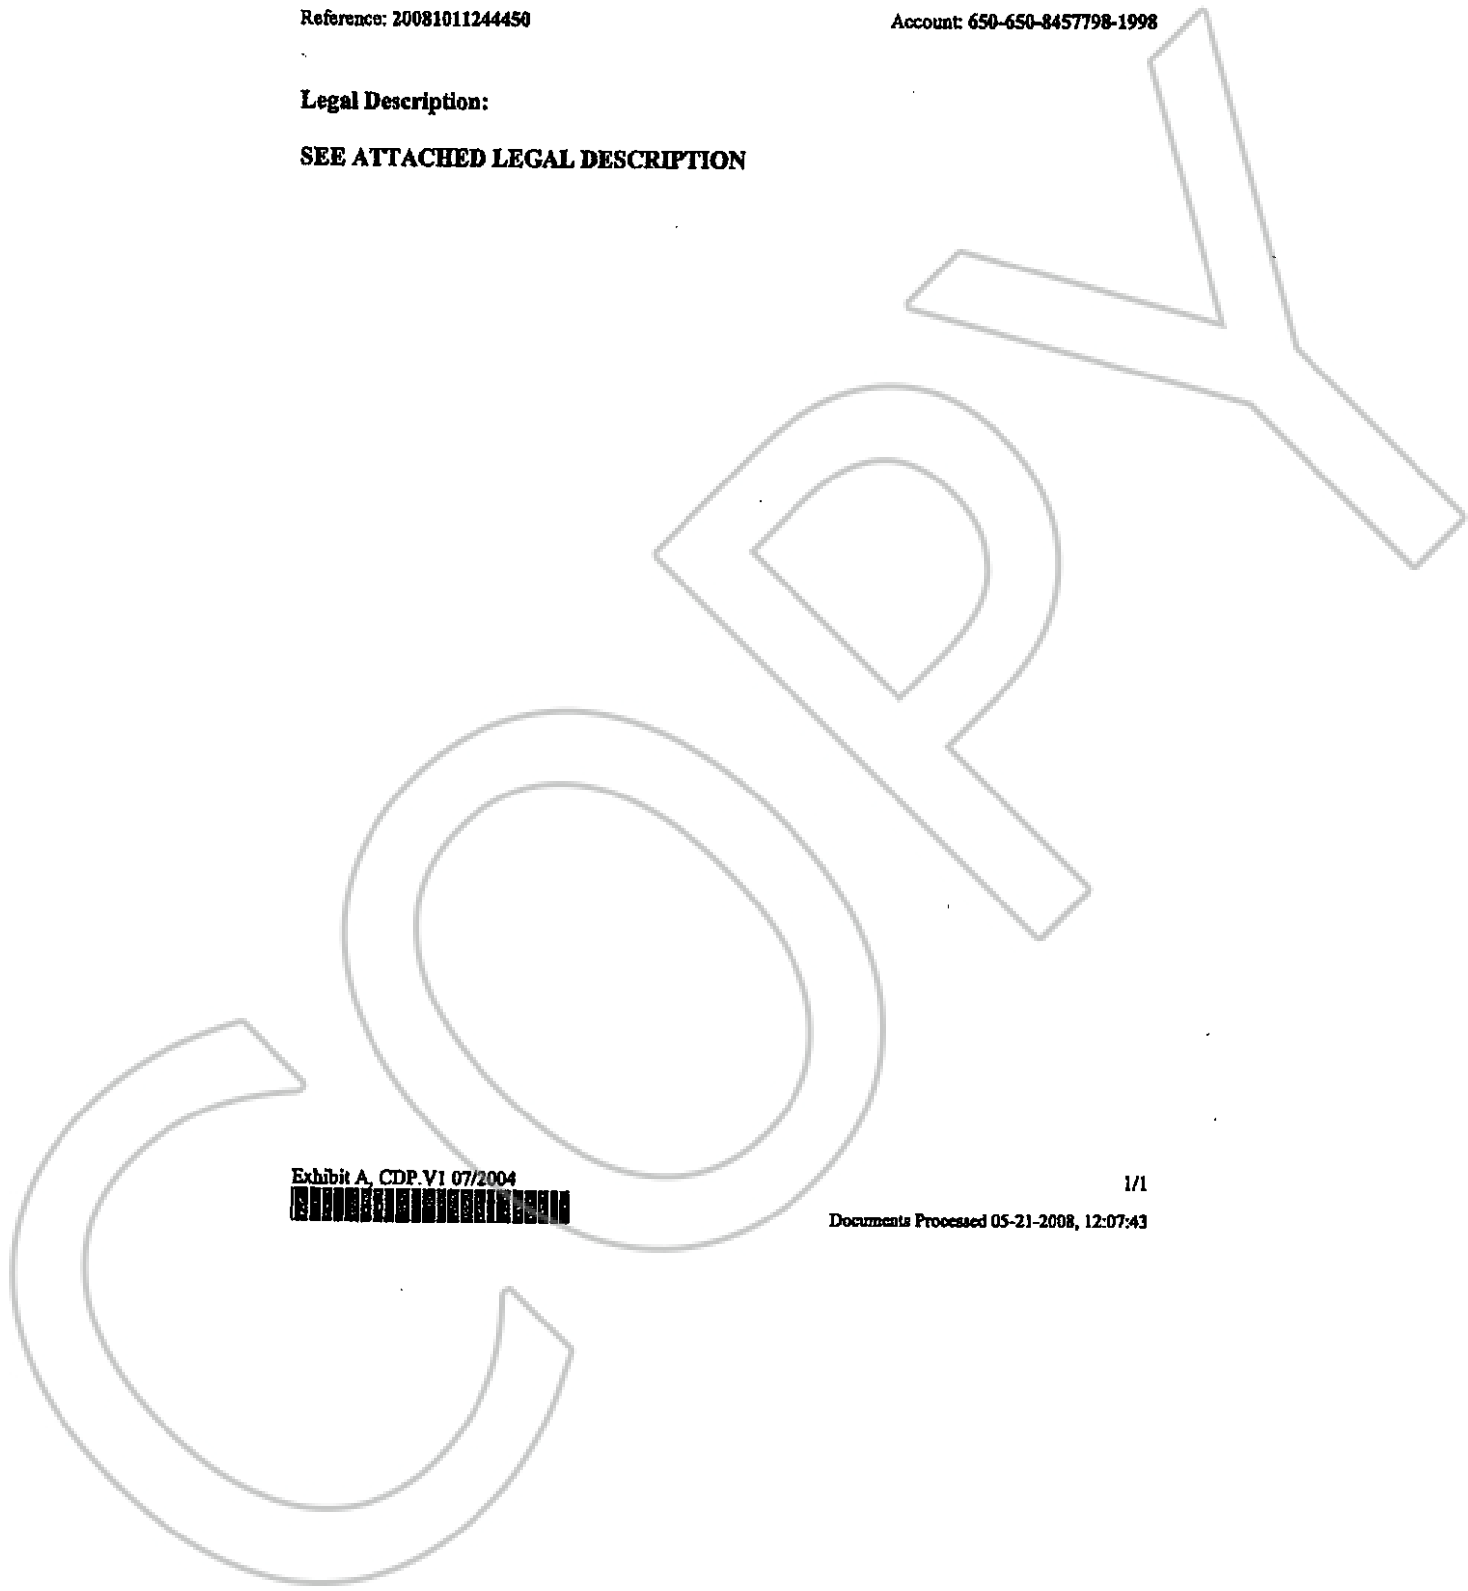 Reference: 20081011244450 Account: 650-650-8457798-1998
Legal Description:
SEE ATTACHED LEGAL DESCRIPTION
COPY
Exhibit A, CDP.V1 07/2004 1/1
Documents Processed 05-21-2008, 12:07:43